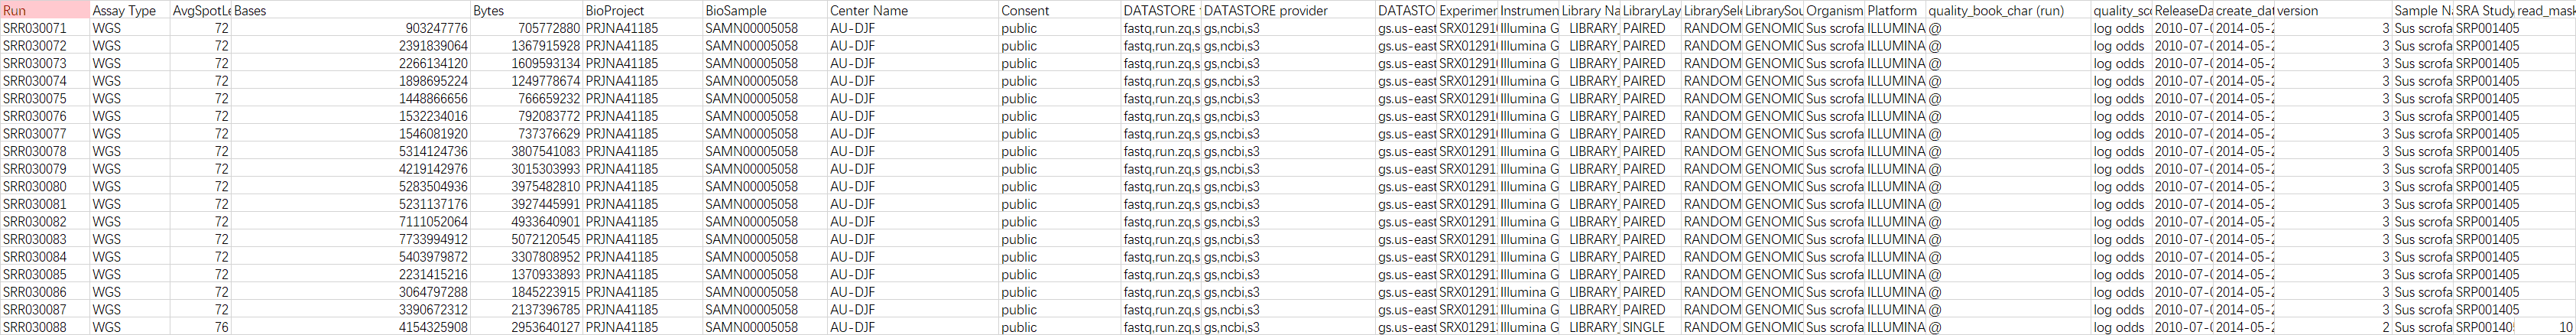 Run Assay Type AvgSpotLe Bases Bytes BioProject BioSample Center Name Consent DATASTORE DATASTORE provider DATASTO Experimen Instrumen Library Na LibraryLay LibrarySele LibrarySou Organism Platform quality_book_char (run) quality_sco ReleaseDa create_dat version Sample Na SRA Study read_mask
SRR030071 WGS 72 903247776 705772880 PRJNA41185 SAMN00005058 AU-DJF public fastq,run.zq,s gs,ncbi,s3 gs.us-east SRX01291 Illumina G LIBRARY_ PAIRED RANDOM GENOMIC Sus scrofa ILLUMINA @ log odds 2010-07-0 2014-05-2 3 Sus scrofa SRP001405
SRR030072 WGS 72 2391839064 1367915928 PRJNA41185 SAMN00005058 AU-DJF public fastq,run.zq,s gs,ncbi,s3 gs.us-east SRX01291 Illumina G LIBRARY_ PAIRED RANDOM GENOMIC Sus scrofa ILLUMINA @ log odds 2010-07-0 2014-05-2 3 Sus scrofa SRP001405
SRR030073 WGS 72 2266134120 1609593134 PRJNA41185 SAMN00005058 AU-DJF public fastq,run.zq,s gs,ncbi,s3 gs.us-east SRX01291 Illumina G LIBRARY_ PAIRED RANDOM GENOMIC Sus scrofa ILLUMINA @ log odds 2010-07-0 2014-05-2 3 Sus scrofa SRP001405
SRR030074 WGS 72 1898695224 1249778674 PRJNA41185 SAMN00005058 AU-DJF public fastq,run.zq,s gs,ncbi,s3 gs.us-east SRX01291 Illumina G LIBRARY_ PAIRED RANDOM GENOMIC Sus scrofa ILLUMINA @ log odds 2010-07-0 2014-05-2 3 Sus scrofa SRP001405
SRR030075 WGS 72 1448866656 766659232 PRJNA41185 SAMN00005058 AU-DJF public fastq,run.zq,s gs,ncbi,s3 gs.us-east SRX01291 Illumina G LIBRARY_ PAIRED RANDOM GENOMIC Sus scrofa ILLUMINA @ log odds 2010-07-0 2014-05-2 3 Sus scrofa SRP001405
SRR030076 WGS 72 1532234016 792083772 PRJNA41185 SAMN00005058 AU-DJF public fastq,run.zq,s gs,ncbi,s3 gs.us-east SRX01291 Illumina G LIBRARY_ PAIRED RANDOM GENOMIC Sus scrofa ILLUMINA @ log odds 2010-07-0 2014-05-2 3 Sus scrofa SRP001405
SRR030077 WGS 72 1546081920 737376629 PRJNA41185 SAMN00005058 AU-DJF public fastq,run.zq,s gs,ncbi,s3 gs.us-east SRX01291 Illumina G LIBRARY_ PAIRED RANDOM GENOMIC Sus scrofa ILLUMINA @ log odds 2010-07-0 2014-05-2 3 Sus scrofa SRP001405
SRR030078 WGS 72 5314124736 3807541083 PRJNA41185 SAMN00005058 AU-DJF public fastq,run.zq,s gs,ncbi,s3 gs.us-east SRX01291 Illumina G LIBRARY_ PAIRED RANDOM GENOMIC Sus scrofa ILLUMINA @ log odds 2010-07-0 2014-05-2 3 Sus scrofa SRP001405
SRR030079 WGS 72 4219142976 3015303993 PRJNA41185 SAMN00005058 AU-DJF public fastq,run.zq,s gs,ncbi,s3 gs.us-east SRX01291 Illumina G LIBRARY_ PAIRED RANDOM GENOMIC Sus scrofa ILLUMINA @ log odds 2010-07-0 2014-05-2 3 Sus scrofa SRP001405
SRR030080 WGS 72 5283504936 3975482810 PRJNA41185 SAMN00005058 AU-DJF public fastq,run.zq,s gs,ncbi,s3 gs.us-east SRX01291 Illumina G LIBRARY_ PAIRED RANDOM GENOMIC Sus scrofa ILLUMINA @ log odds 2010-07-0 2014-05-2 3 Sus scrofa SRP001405
SRR030081 WGS 72 5231137176 3927445991 PRJNA41185 SAMN00005058 AU-DJF public fastq,run.zq,s gs,ncbi,s3 gs.us-east SRX01291 Illumina G LIBRARY_ PAIRED RANDOM GENOMIC Sus scrofa ILLUMINA @ log odds 2010-07-0 2014-05-2 3 Sus scrofa SRP001405
SRR030082 WGS 72 7111052064 4933640901 PRJNA41185 SAMN00005058 AU-DJF public fastq,run.zq,s gs,ncbi,s3 gs.us-east SRX01291 Illumina G LIBRARY_ PAIRED RANDOM GENOMIC Sus scrofa ILLUMINA @ log odds 2010-07-0 2014-05-2 3 Sus scrofa SRP001405
SRR030083 WGS 72 7733994912 5072120545 PRJNA41185 SAMN00005058 AU-DJF public fastq,run.zq,s gs,ncbi,s3 gs.us-east SRX01291 Illumina G LIBRARY_ PAIRED RANDOM GENOMIC Sus scrofa ILLUMINA @ log odds 2010-07-0 2014-05-2 3 Sus scrofa SRP001405
SRR030084 WGS 72 5403979872 3307808952 PRJNA41185 SAMN00005058 AU-DJF public fastq,run.zq,s gs,ncbi,s3 gs.us-east SRX01291 Illumina G LIBRARY_ PAIRED RANDOM GENOMIC Sus scrofa ILLUMINA @ log odds 2010-07-0 2014-05-2 3 Sus scrofa SRP001405
SRR030085 WGS 72 2231415216 1370933893 PRJNA41185 SAMN00005058 AU-DJF public fastq,run.zq,s gs,ncbi,s3 gs.us-east SRX01291 Illumina G LIBRARY_ PAIRED RANDOM GENOMIC Sus scrofa ILLUMINA @ log odds 2010-07-0 2014-05-2 3 Sus scrofa SRP001405
SRR030086 WGS 72 3064797288 1845223915 PRJNA41185 SAMN00005058 AU-DJF public fastq,run.zq,s gs,ncbi,s3 gs.us-east SRX01291 Illumina G LIBRARY_ PAIRED RANDOM GENOMIC Sus scrofa ILLUMINA @ log odds 2010-07-0 2014-05-2 3 Sus scrofa SRP001405
SRR030087 WGS 72 3390672312 2137396785 PRJNA41185 SAMN00005058 AU-DJF public fastq,run.zq,s gs,ncbi,s3 gs.us-east SRX01291 Illumina G LIBRARY_ PAIRED RANDOM GENOMIC Sus scrofa ILLUMINA @ log odds 2010-07-0 2014-05-2 3 Sus scrofa SRP001405
SRR030088 WGS 76 4154325908 2953640127 PRJNA41185 SAMN00005058 AU-DJF public fastq,run.zq,s gs,ncbi,s3 gs.us-east SRX01291 Illumina G LIBRARY_ SINGLE RANDOM GENOMIC Sus scrofa ILLUMINA @ log odds 2010-07-0 2014-05-2 2 Sus scrofa SRP001405 10